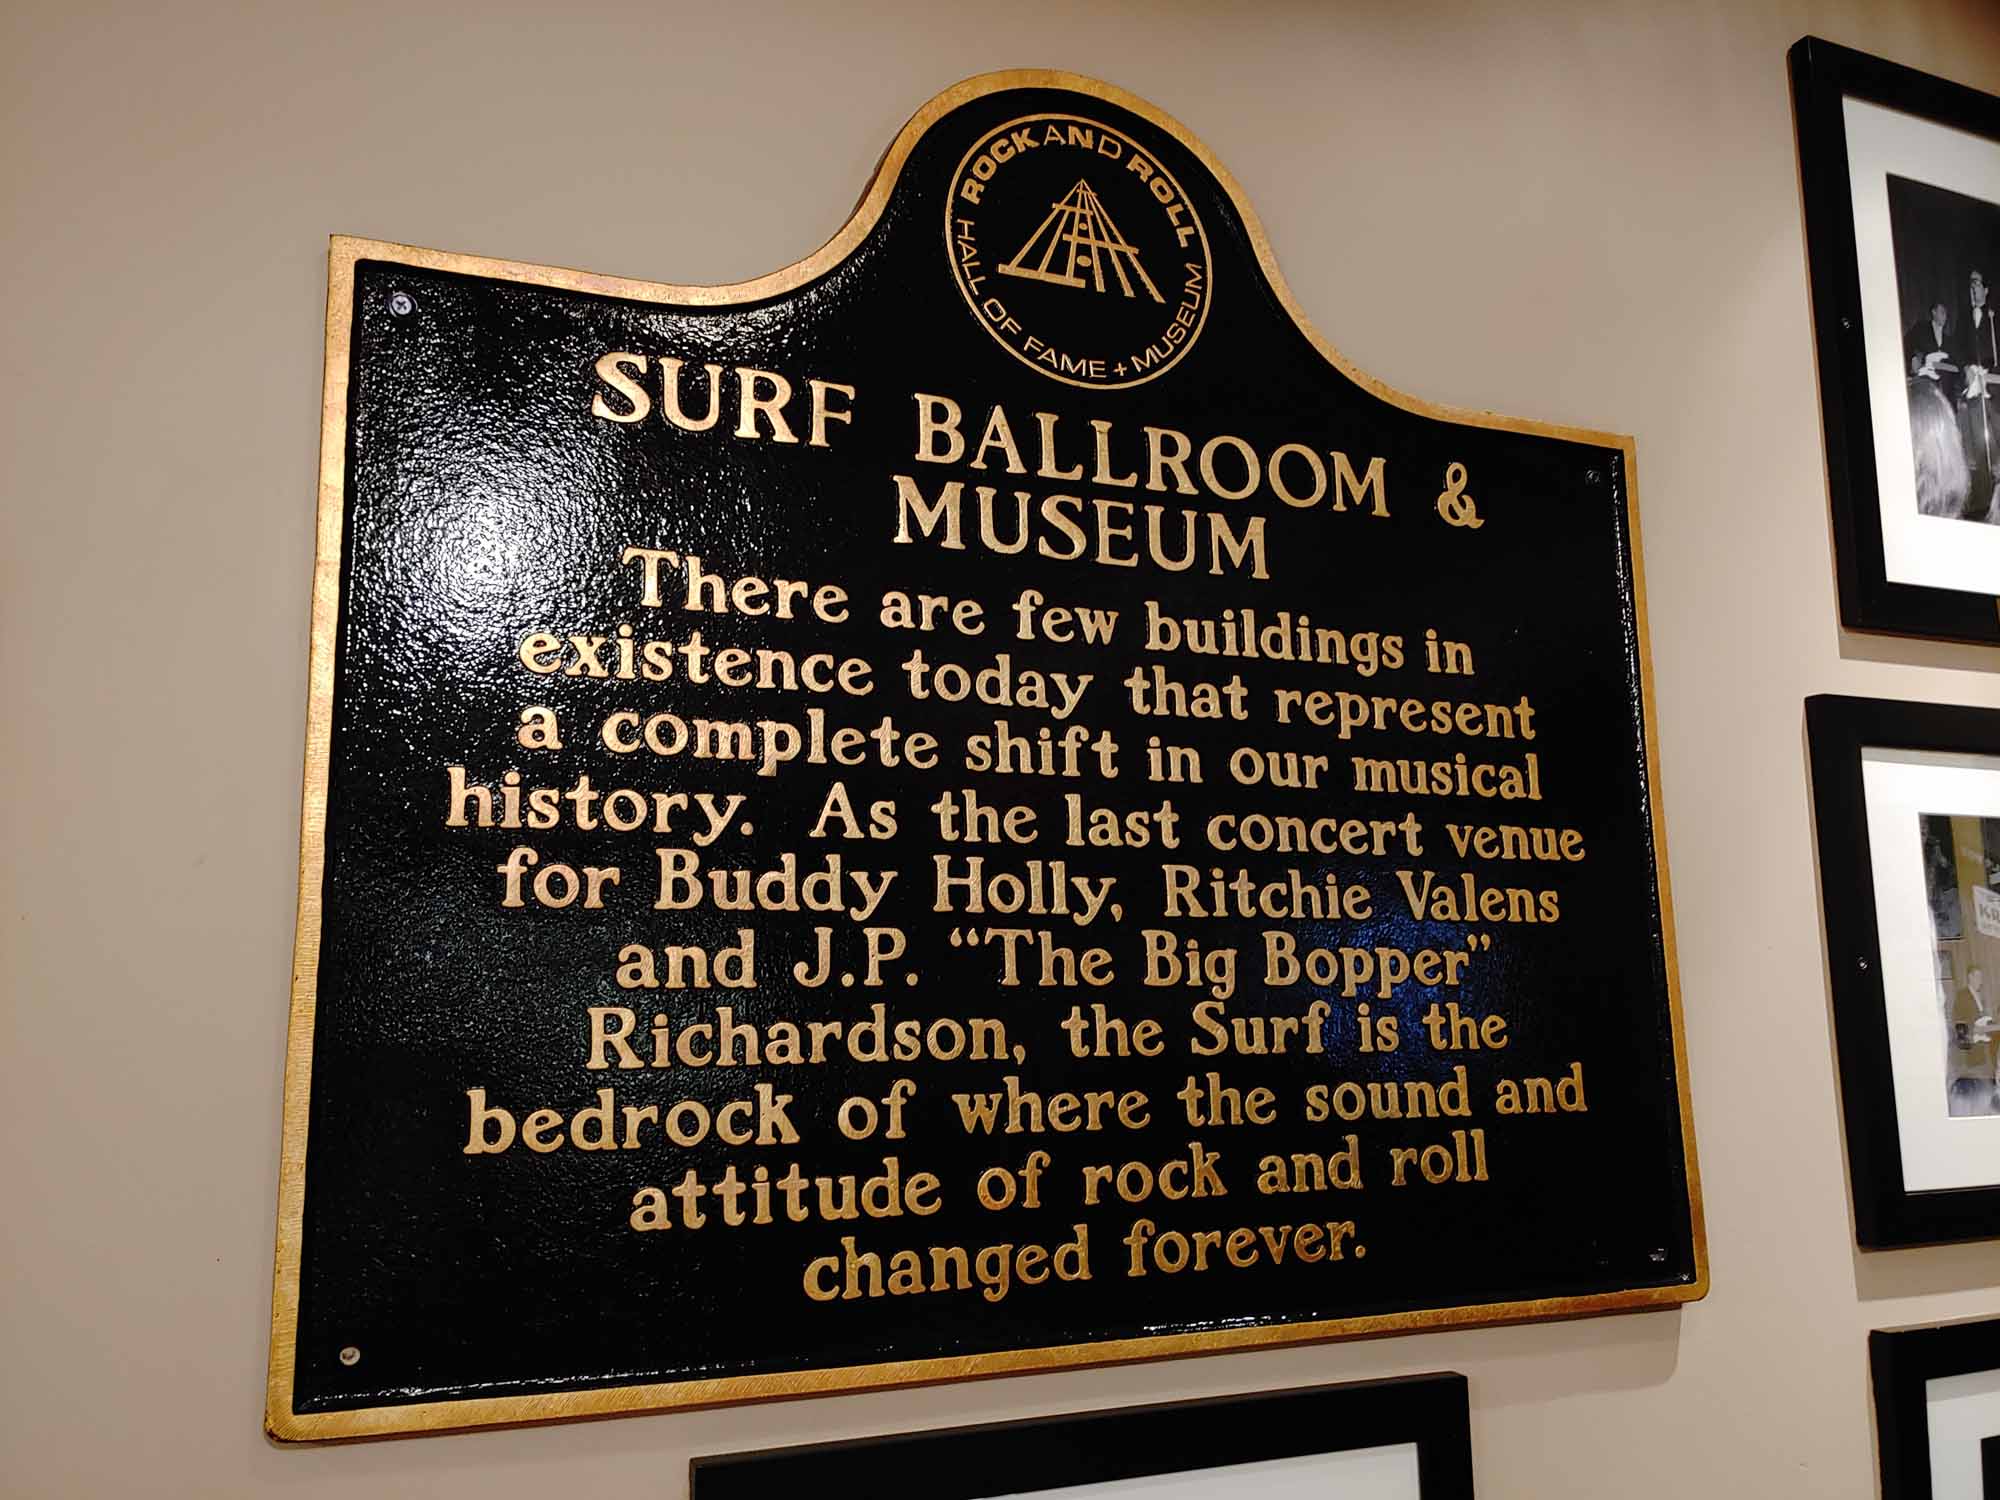 ROCK AND ROLL
HALL OF FAME + MUSEUM
SURF BALLROOM &
MUSEUM
There are few buildings in
existence today that represent
a complete shift in our musical
history. As the last concert venue
for Buddy Holly, Ritchie Valens
and J.P. “The Big Bopper”
Richardson, the Surf is the
bedrock of where the sound and
attitude of rock and roll
changed forever.